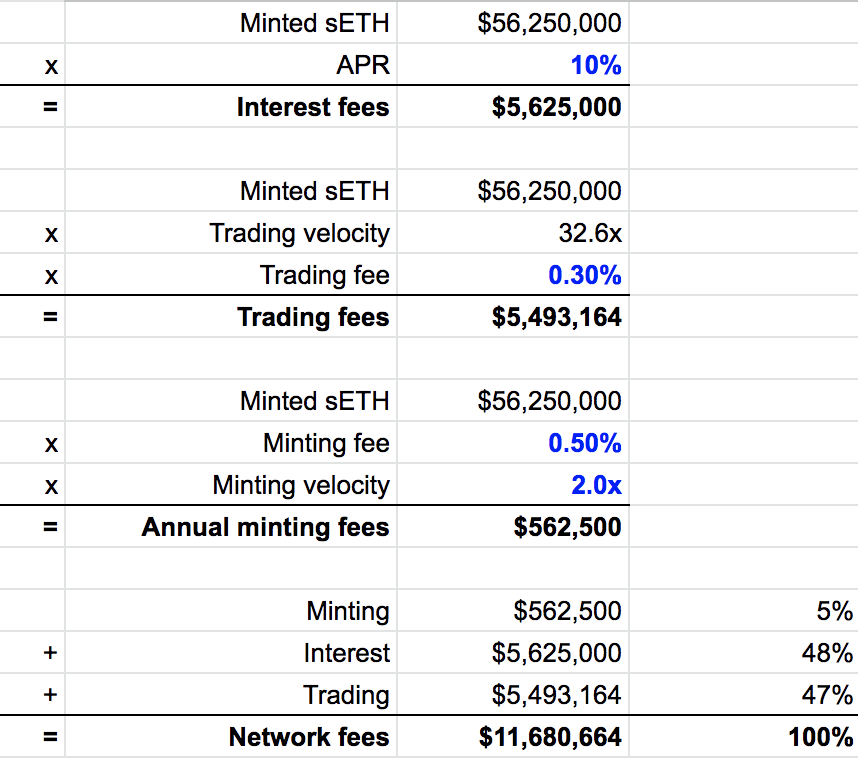 Minted sETH $56,250,000
x APR 10%
= Interest fees $5,625,000
Minted sETH $56,250,000
x Trading velocity 32.6x
x Trading fee 0.30%
= Trading fees $5,493,164
Minted sETH $56,250,000
x Minting fee 0.50%
x Minting velocity 2.0x
= Annual minting fees $562,500
Minting $562,500 5%
+ Interest $5,625,000 48%
+ Trading $5,493,164 47%
= Network fees $11,680,664 100%